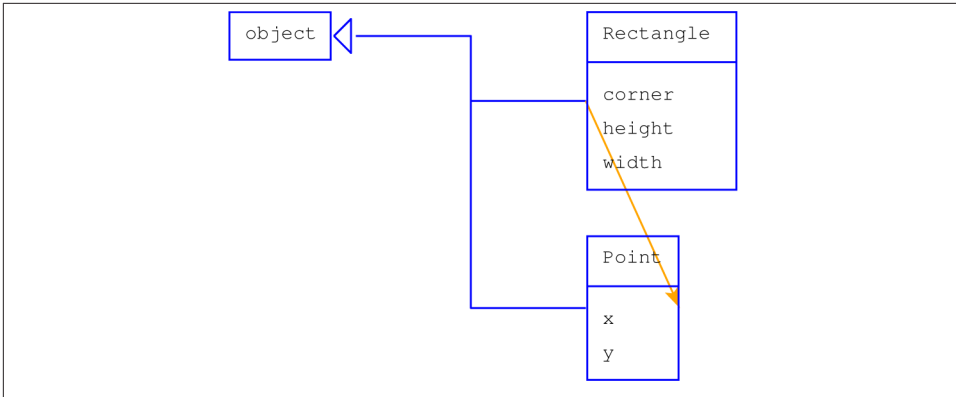 object
Rectangle
corner
height
width
Point
x
y